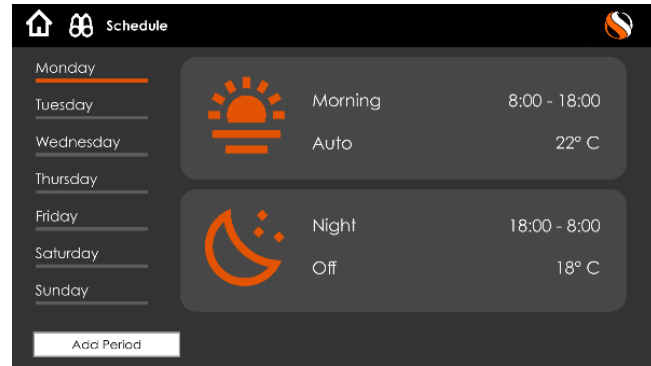 Schedule
Monday
Tuesday
Wednesday
Thursday
Friday
Saturday
Sunday
Add Period
Morning 8:00 - 18:00
Auto 22° C
Night 18:00 - 8:00
Off 18° C